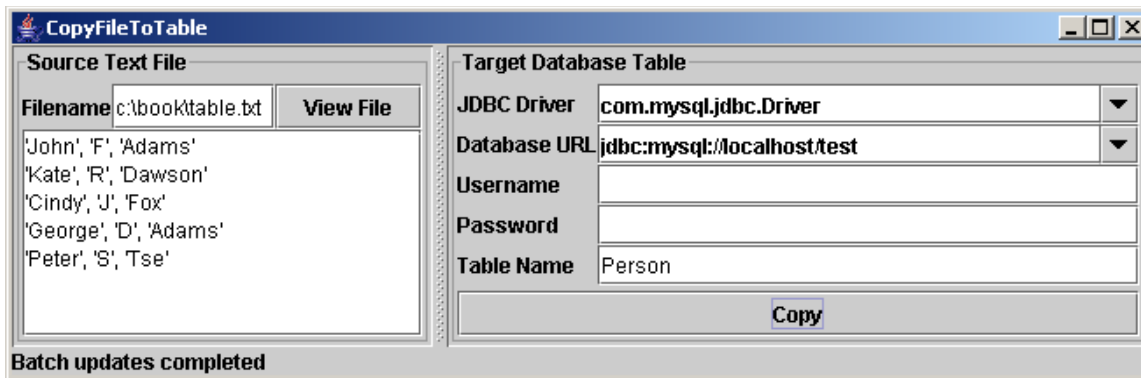 CopyFileToTable
Source Text File
Filename c:\book\table.txt View File
'John', 'F', 'Adams'
'Kate', 'R', 'Dawson'
'Cindy', 'J', 'Fox'
'George', 'D', 'Adams'
'Peter', 'S', 'Tse'
Target Database Table
JDBC Driver com.mysql.jdbc.Driver
Database URL jdbc:mysql://localhost/test
Username
Password
Table Name Person
Copy
Batch updates completed